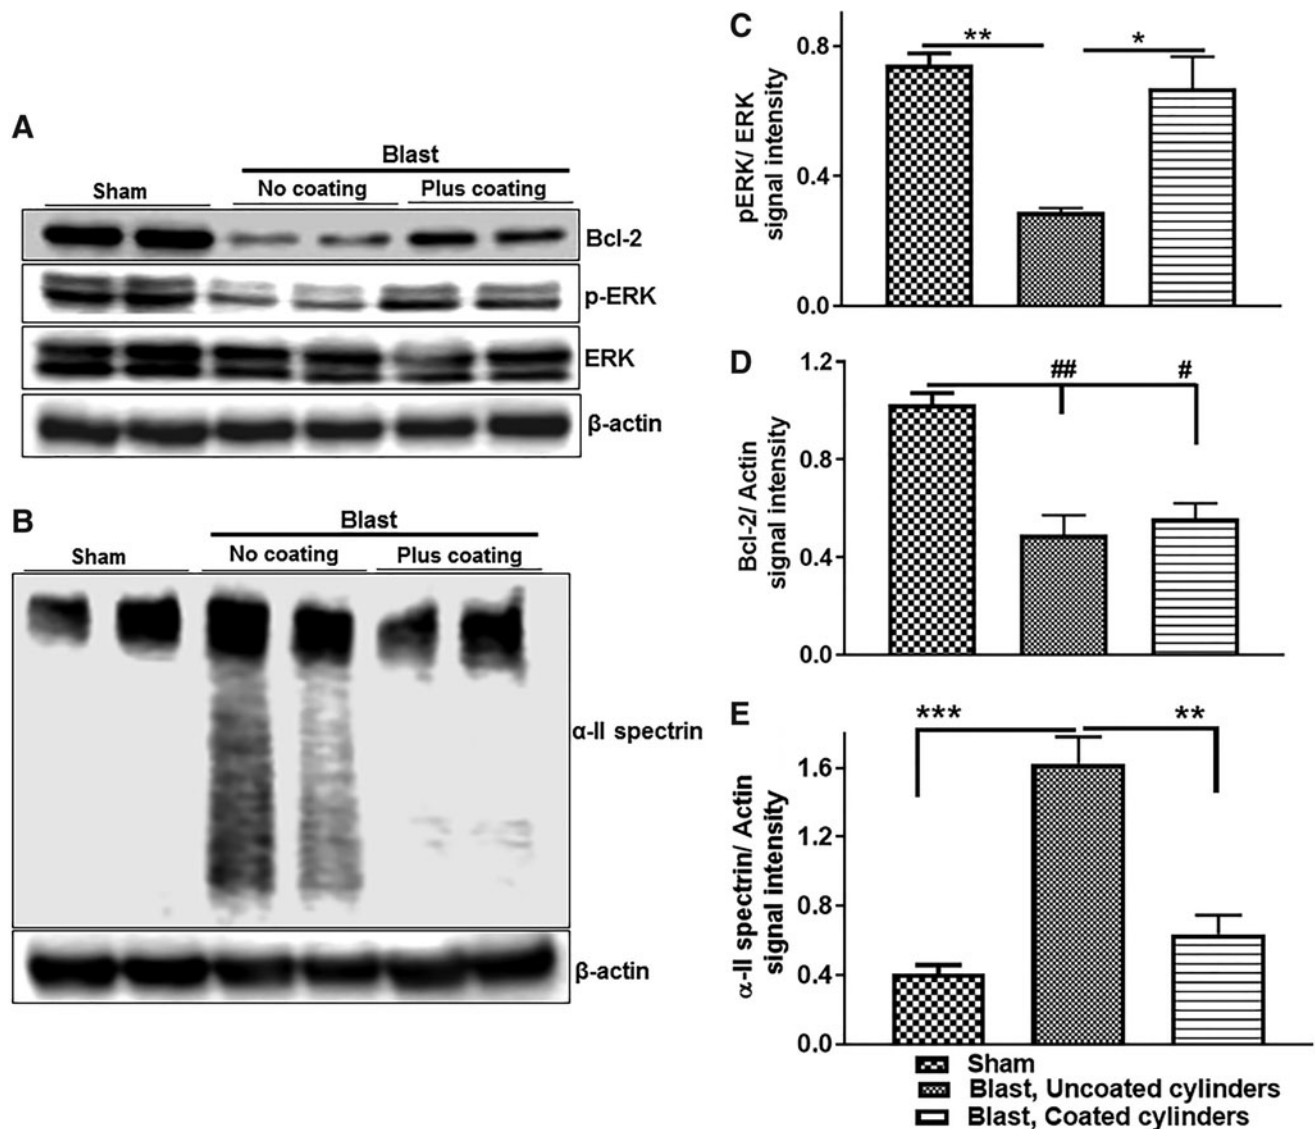 A
Blast
Sham
No coating
Plus coating
Bcl-2
p-ERK
ERK
β-actin
B
Blast
Sham
No coating
Plus coating
α-II spectrin
β-actin
C
pERK/ ERK
signal intensity
0.8
0.4
0.0
**
*
D
Bcl-2/ Actin
signal intensity
1.2
0.8
0.4
0.0
##
#
E
α-II spectrin/ Actin
signal intensity
1.6
1.2
0.8
0.4
0.0
***
**
Sham
Blast, Uncoated cylinders
Blast, Coated cylinders